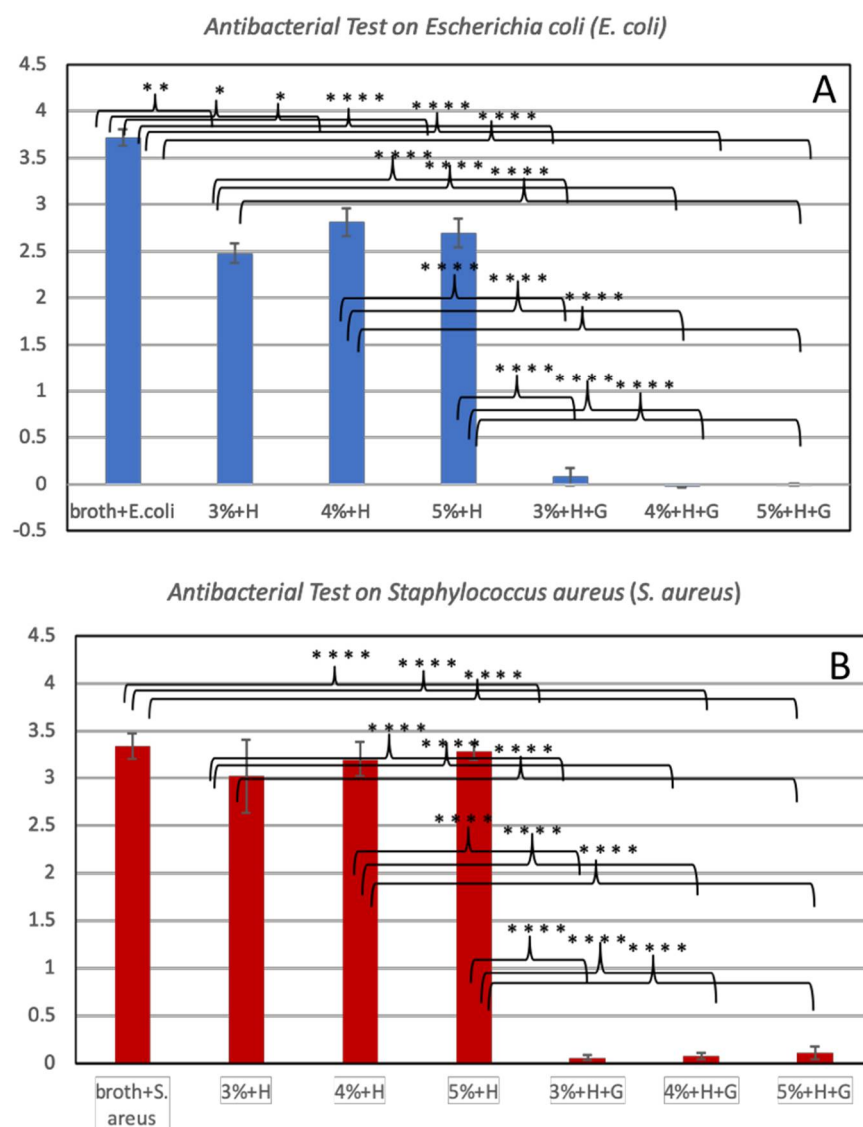 Antibacterial Test on Escherichia coli (E. coli)
A
4.5
4
3.5
3
2.5
2
1.5
1
0.5
0
-0.5
** * * **** **** ****
**** **** ****
**** **** ****
**** **** ****
broth+E.coli 3%+H 4%+H 5%+H 3%+H+G 4%+H+G 5%+H+G
Antibacterial Test on Staphylococcus aureus (S. aureus)
B
4.5
4
3.5
3
2.5
2
1.5
1
0.5
0
**** **** ****
**** **** ****
**** **** ****
**** **** ****
broth+S. 3%+H 4%+H 5%+H 3%+H+G 4%+H+G 5%+H+G
areus